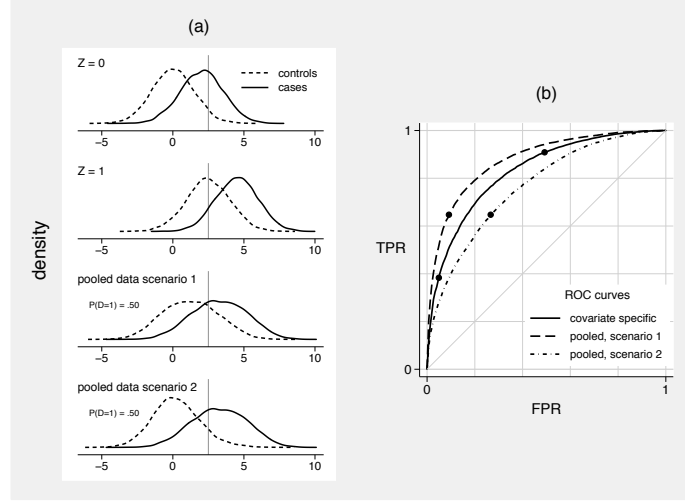 (a)
Z = 0
controls
cases
−5 0 5 10
Z = 1
−5 0 5 10
density
pooled data scenario 1
P(D=1) = .50
−5 0 5 10
pooled data scenario 2
P(D=1) = .50
−5 0 5 10
(b)
1
TPR
ROC curves
covariate specific
pooled, scenario 1
pooled, scenario 2
0
0 1
FPR